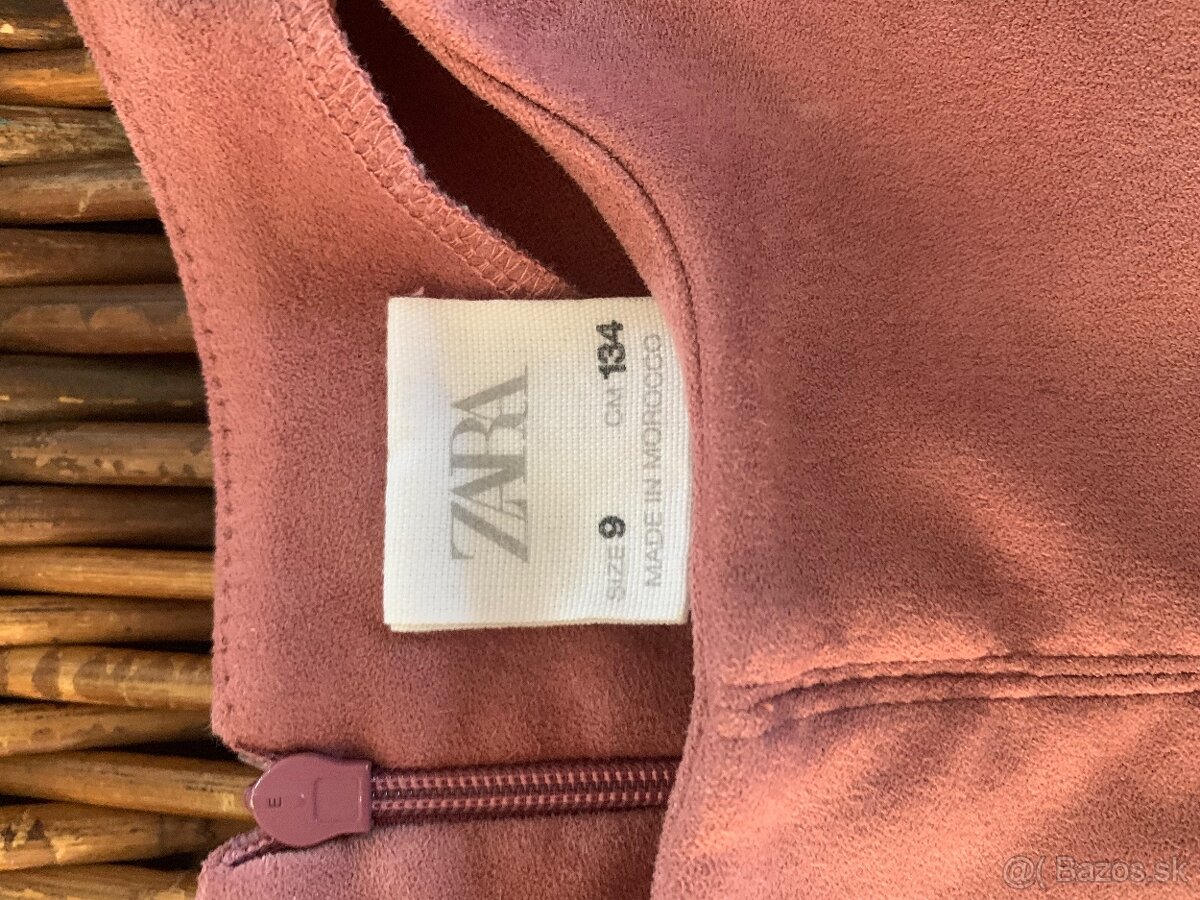 ZARA
SIZE 9 CM 134
MADE IN MOROCCO
E
@( Bazos.sk